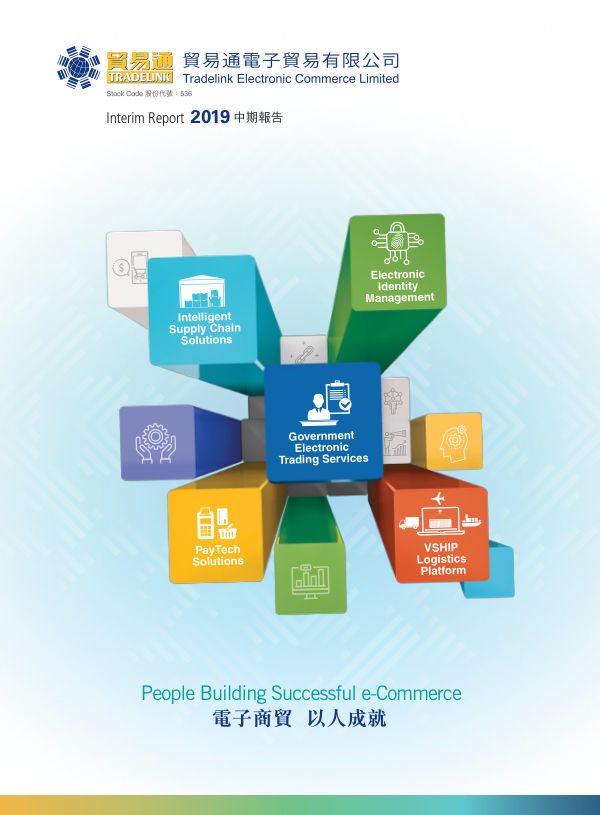 貿易通
TRADELINK
貿易通電子貿易有限公司
Tradelink Electronic Commerce Limited
Stock Code 股份代號：536
Interim Report 2019 中期報告
Electronic
Identity
Management
Intelligent
Supply Chain
Solutions
Government
Electronic
Trading Services
PayTech
Solutions
VSHIP
Logistics
Platform
People Building Successful e-Commerce
電子商貿 以人成就